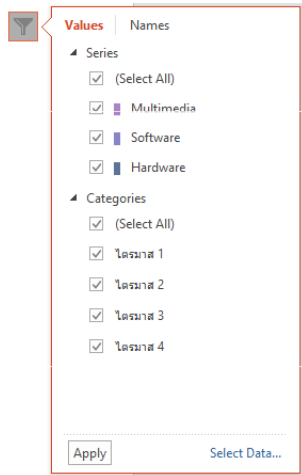 Values Names
Series
(Select All)
Multimedia
Software
Hardware
Categories
(Select All)
ไตรมาส 1
ไตรมาส 2
ไตรมาส 3
ไตรมาส 4
Apply Select Data...